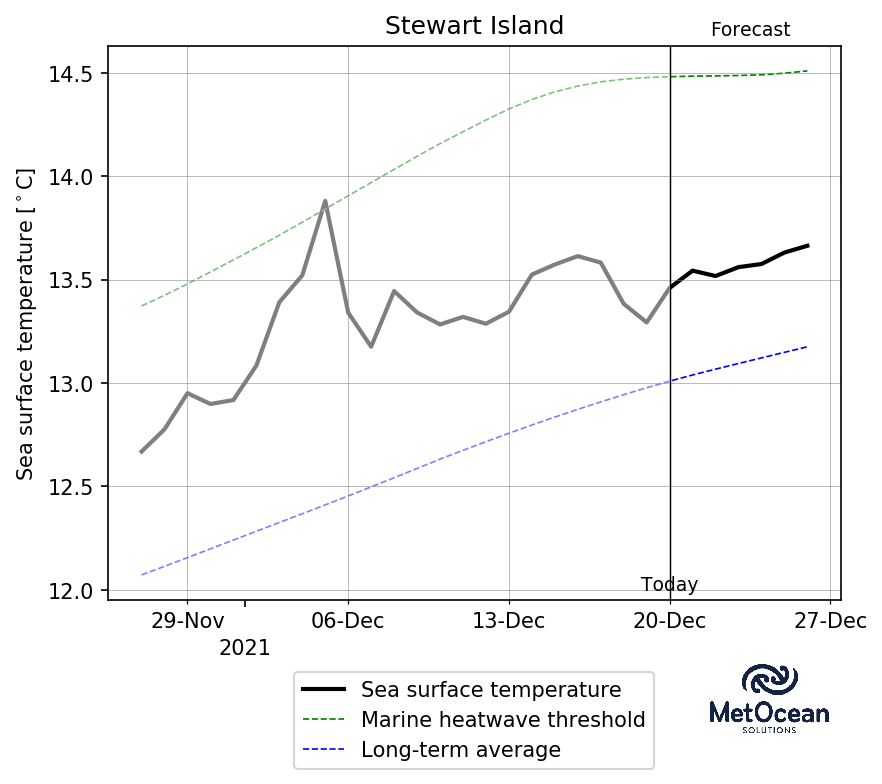 Stewart Island
Forecast
14.5
14.0
13.5
13.0
12.5
12.0
Sea surface temperature [°C]
Today
29-Nov
06-Dec
13-Dec
20-Dec
27-Dec
2021
Sea surface temperature
Marine heatwave threshold
Long-term average
MetOcean
SOLUTIONS